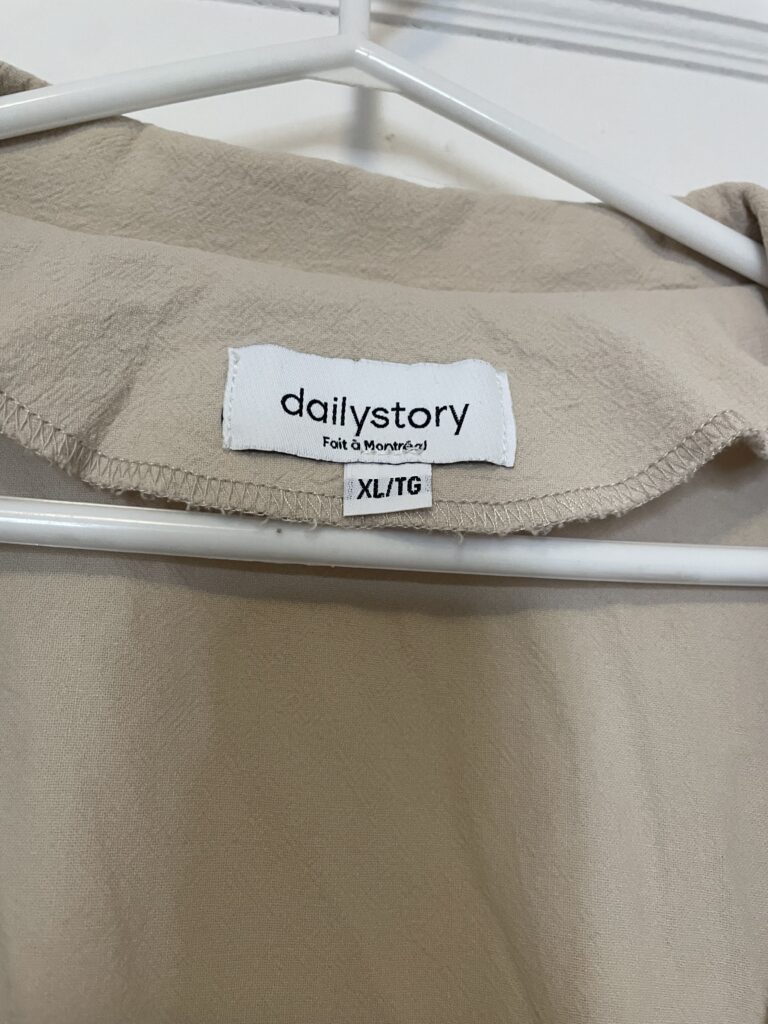 dailystory
Fait à Montréal
XL/TG